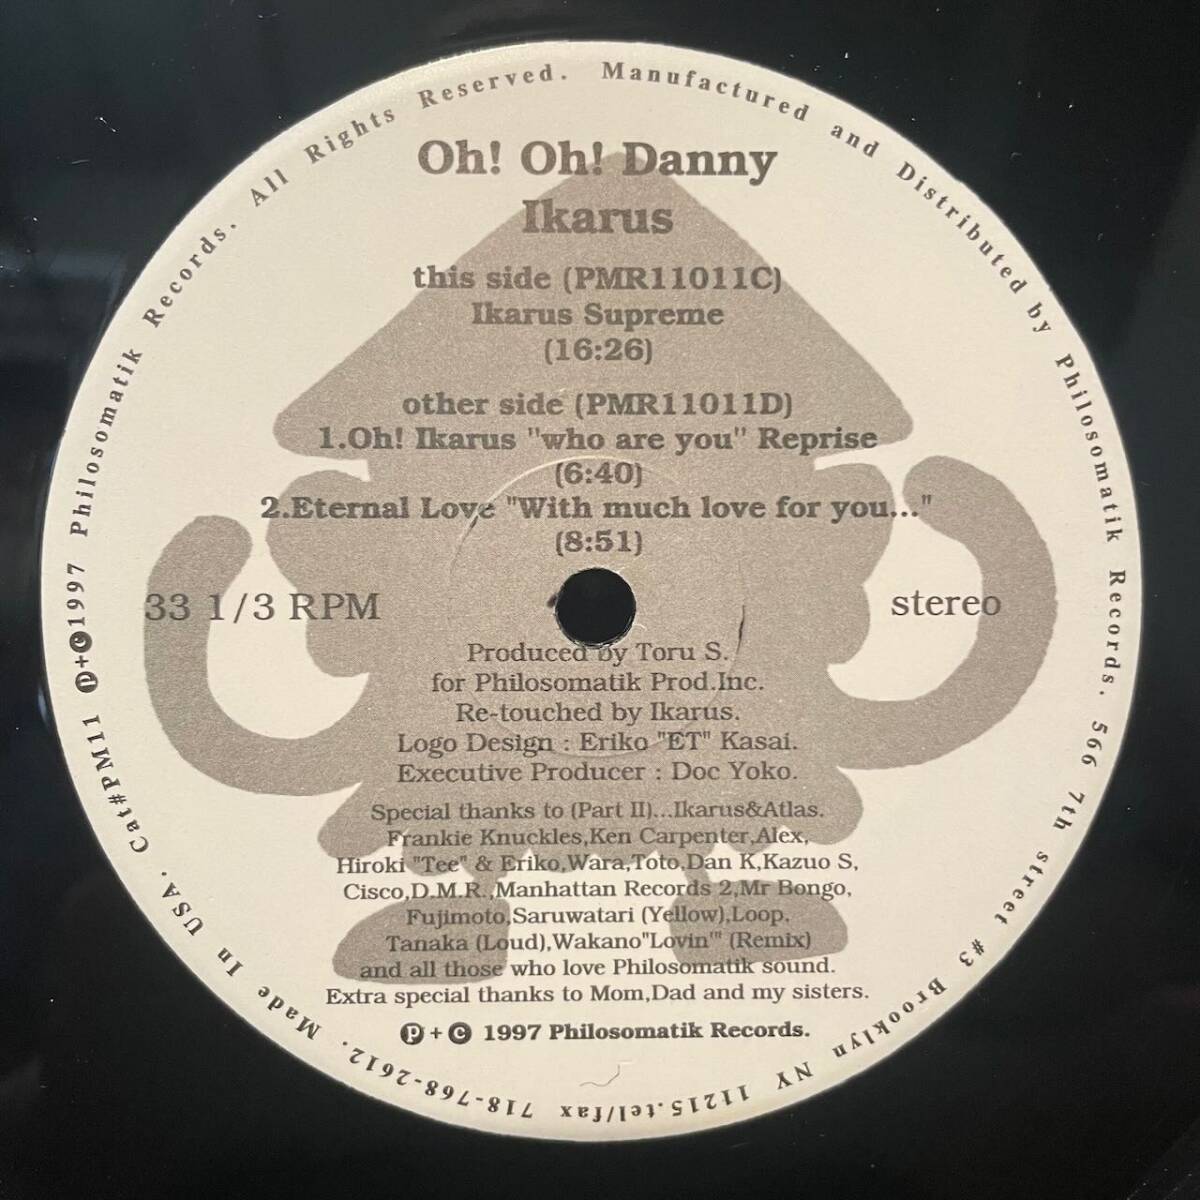 Oh! Oh! Danny
Ikarus
this side (PMR11011C)
Ikarus Supreme
(16:26)
other side (PMR11011D)
1.Oh! Ikarus "who are you" Reprise
(6:40)
2.Eternal Love "With much love for you..."
(8:51)
33 1/3 RPM
stereo
Produced by Toru S.
for Philosomatik Prod.Inc.
Re-touched by Ikarus.
Logo Design : Eriko "ET" Kasai.
Executive Producer : Doc Yoko.
Special thanks to (Part II)...Ikarus&Atlas.
Frankie Knuckles,Ken Carpenter,Alex,
Hiroki "Tee" & Eriko,Wara,Toto,Dan K,Kazuo S,
Cisco,D.M.R.,Manhattan Records 2,Mr Bongo,
Fujimoto,Saruwatari (Yellow),Loop,
Tanaka (Loud),Wakano"Lovin'" (Remix)
and all those who love Philosomatik sound.
Extra special thanks to Mom,Dad and my sisters.
℗ + © 1997 Philosomatik Records.
Cat#PM11 ℗+©1997 Philosomatik Records. All Rights Reserved. Manufactured and Distributed by Philosomatik Records. 566 7th street #3 Brooklyn NY 11215.tel/fax 718-768-2612. Made In USA.